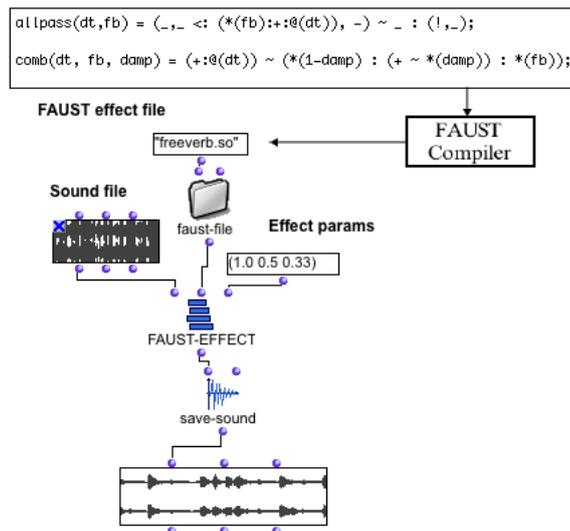 allpass(dt,fb) = (_,_ <: (*(fb):+:@(dt)), -) ~ _ : (!,_);
comb(dt, fb, damp) = (+:@(dt)) ~ (*(1-damp) : (+ ~ *(damp)) : *(fb));
FAUST effect file
FAUST
Compiler
"freeverb.so"
Sound file
faust-file
Effect params
(1.0 0.5 0.33)
FAUST-EFFECT
save-sound